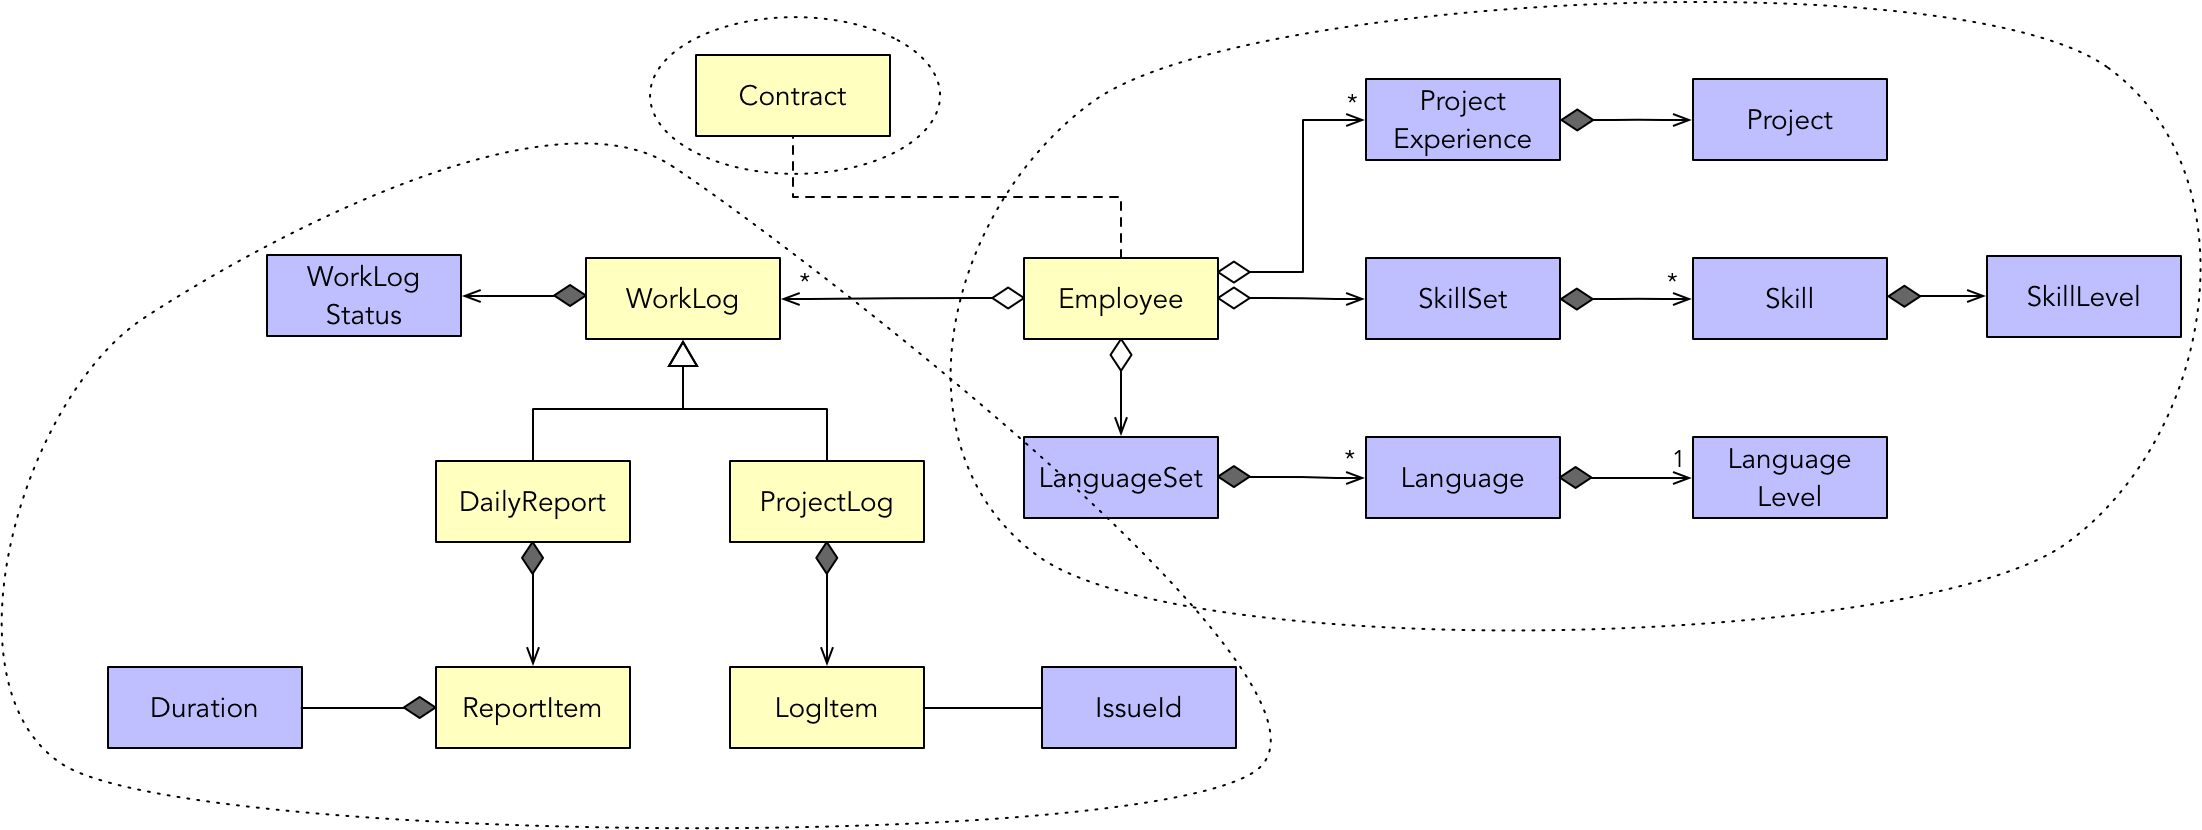 Contract
*
Project
Experience
Project
WorkLog
Status
WorkLog
*
Employee
SkillSet
*
Skill
SkillLevel
DailyReport
ProjectLog
LanguageSet
*
Language
1
Language
Level
Duration
ReportItem
LogItem
IssueId